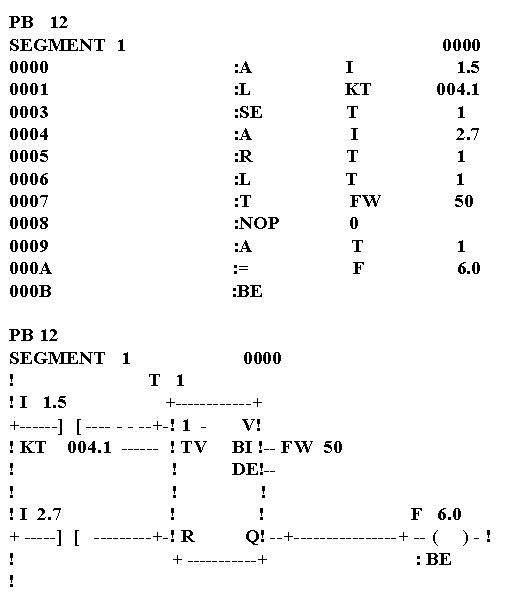 PB 12
SEGMENT 1 0000
0000 :A I 1.5
0001 :L KT 004.1
0003 :SE T 1
0004 :A I 2.7
0005 :R T 1
0006 :L T 1
0007 :T FW 50
0008 :NOP 0
0009 :A T 1
000A := F 6.0
000B :BE
PB 12
SEGMENT 1 0000
! T 1
! I 1.5 +------------+
+------] [---- - - --+-! 1 - V!
! KT 004.1 ------ ! TV BI !-- FW 50
! ! DE!--
! ! !
! I 2.7 ! ! F 6.0
+ -----] [ ---------+-! R Q! --+----------------+ -- ( ) - !
! + -----------+ : BE
!